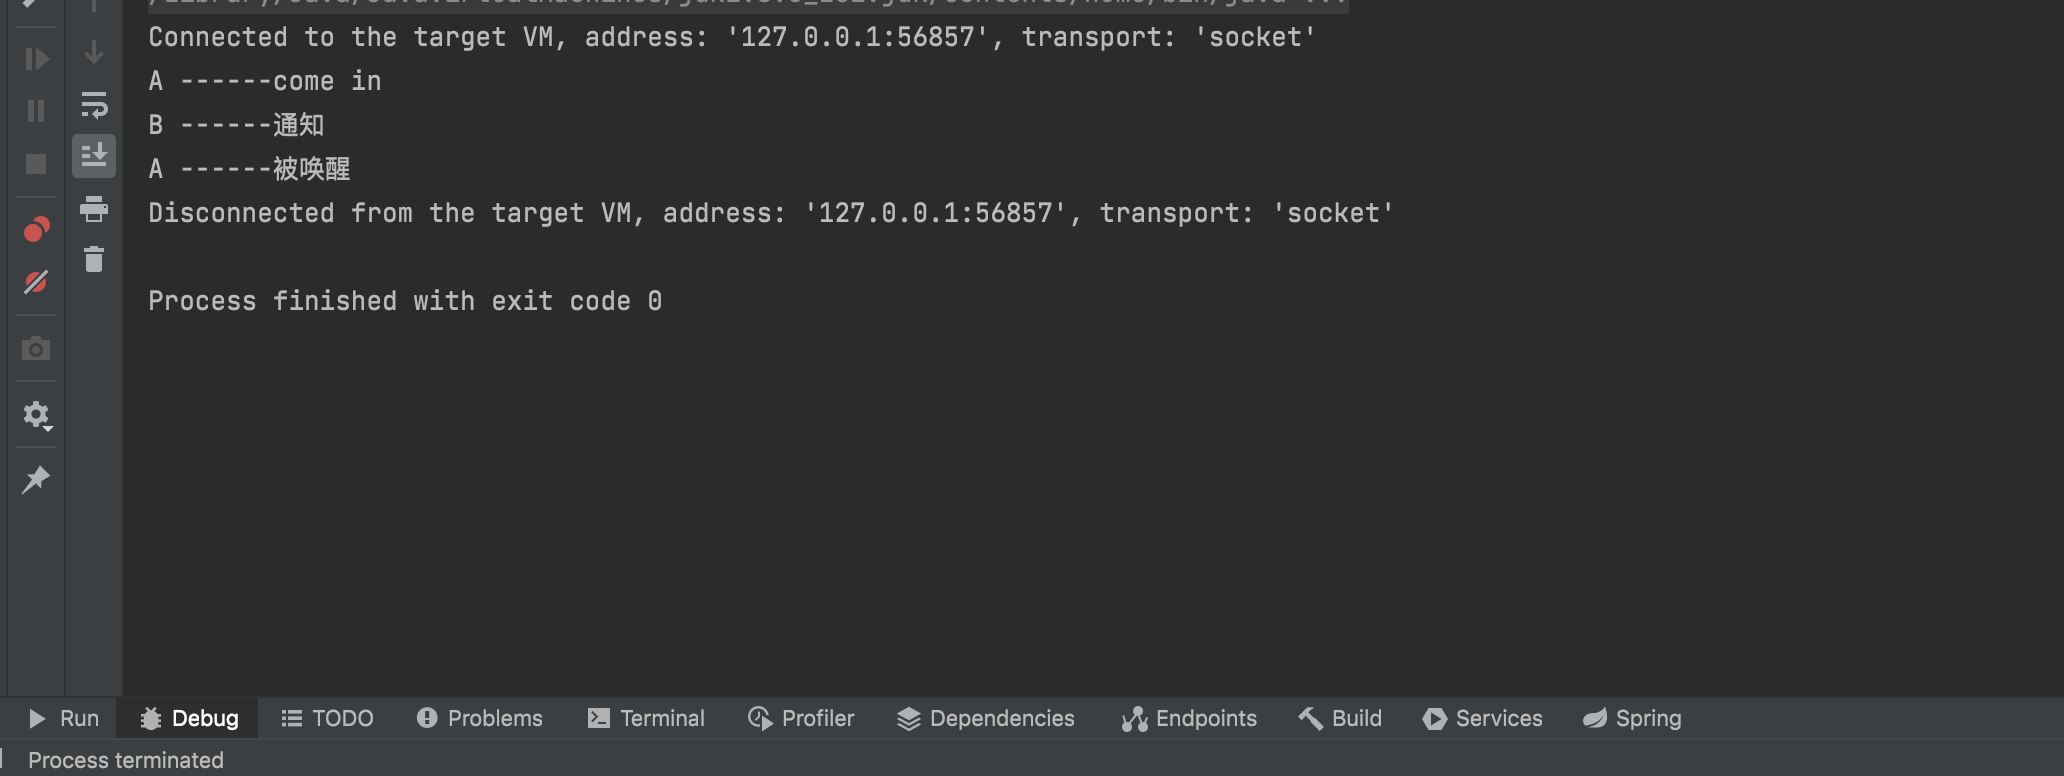 Connected to the target VM, address: '127.0.0.1:56857', transport: 'socket'
A ------come in
B ------通知
A ------被唤醒
Disconnected from the target VM, address: '127.0.0.1:56857', transport: 'socket'
Process finished with exit code 0
Run Debug TODO Problems Terminal Profiler Dependencies Endpoints Build Services Spring
Process terminated